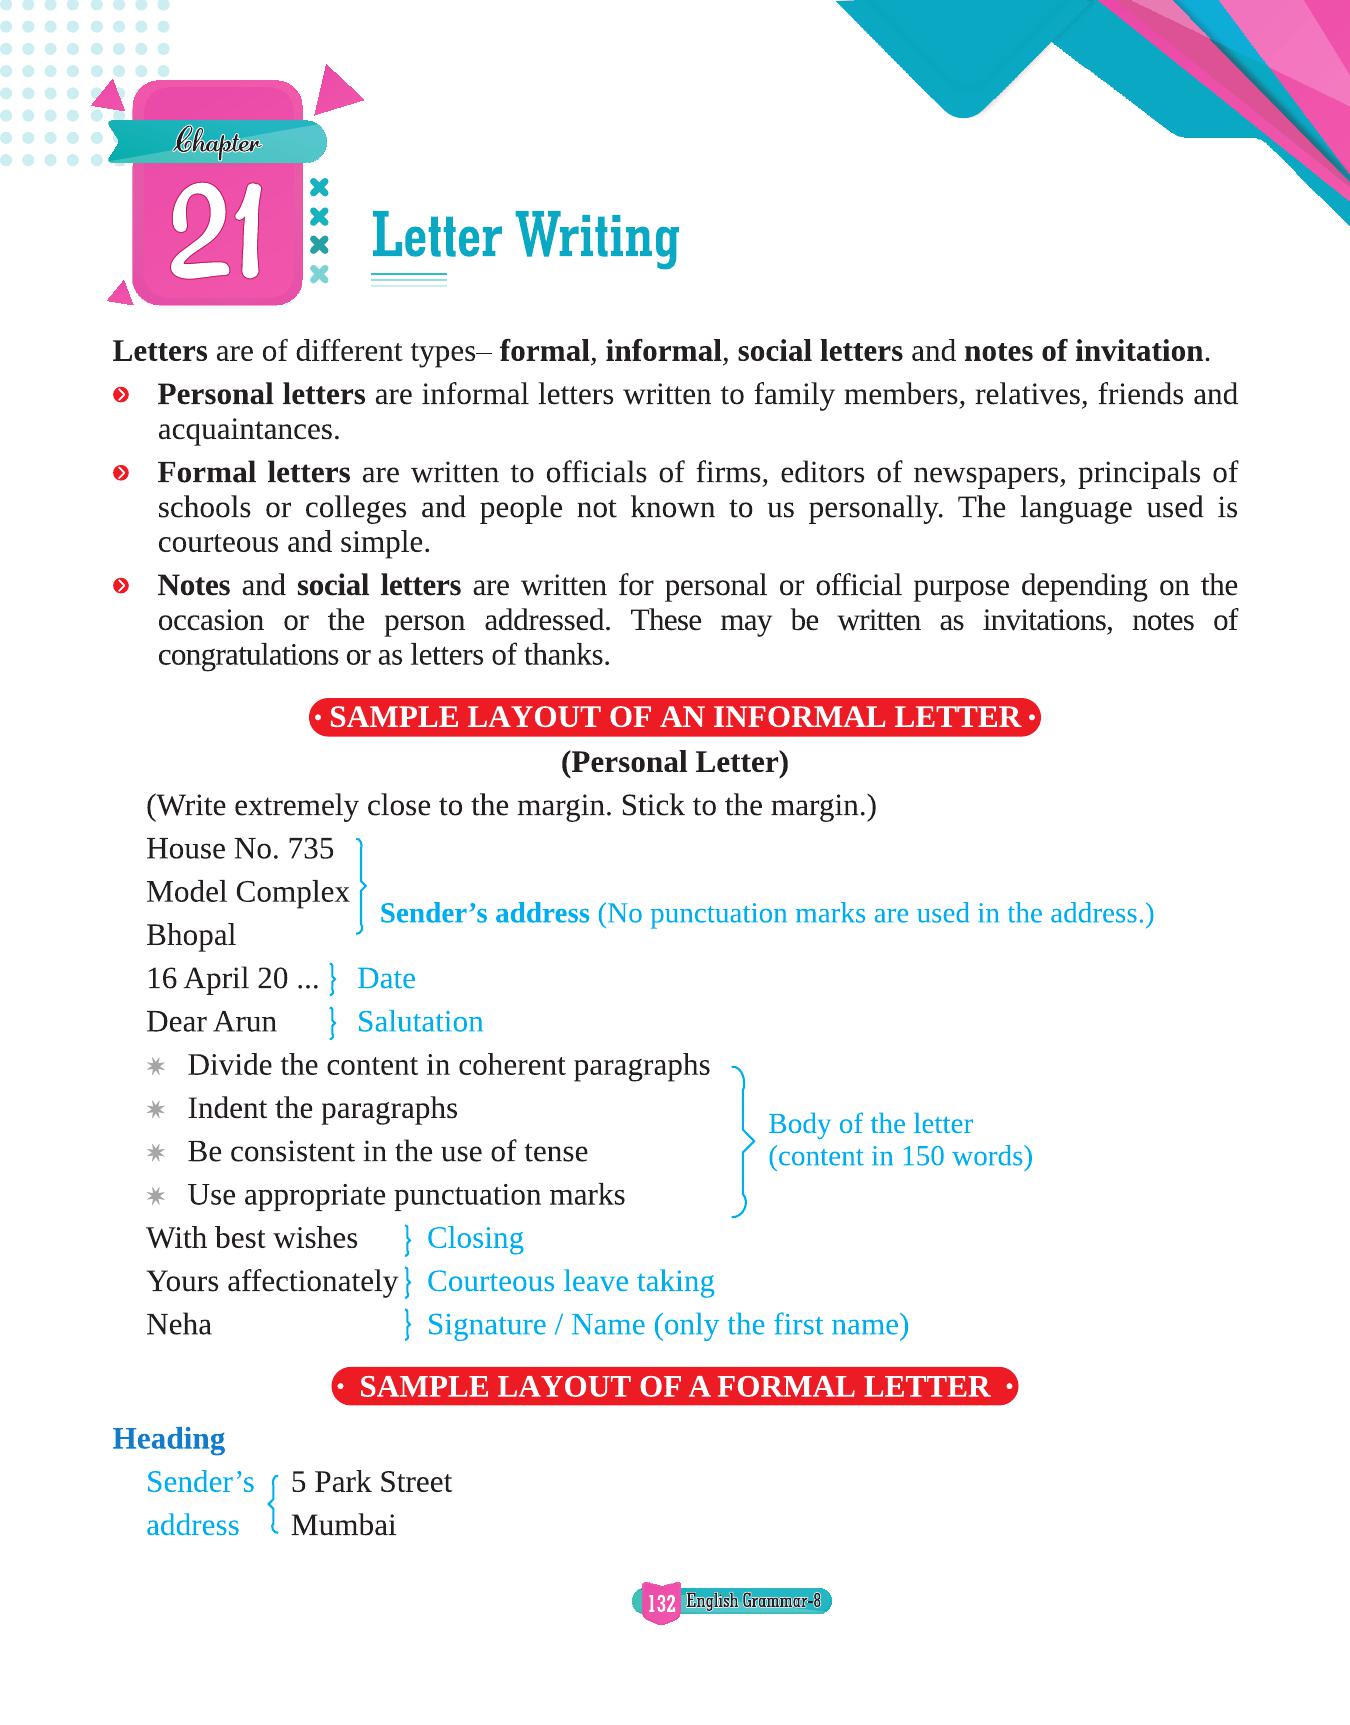 Chapter
21
Letter Writing
Letters are of different types– formal, informal, social letters and notes of invitation.
Personal letters are informal letters written to family members, relatives, friends and
acquaintances.
Formal letters are written to officials of firms, editors of newspapers, principals of
schools or colleges and people not known to us personally. The language used is
courteous and simple.
Notes and social letters are written for personal or official purpose depending on the
occasion or the person addressed. These may be written as invitations, notes of
congratulations or as letters of thanks.
• SAMPLE LAYOUT OF AN INFORMAL LETTER •
(Personal Letter)
(Write extremely close to the margin. Stick to the margin.)
House No. 735
Model Complex
Sender’s address (No punctuation marks are used in the address.)
Bhopal
16 April 20 ... } Date
Dear Arun } Salutation
Divide the content in coherent paragraphs
Indent the paragraphs
Body of the letter
Be consistent in the use of tense
(content in 150 words)
Use appropriate punctuation marks
With best wishes } Closing
Yours affectionately } Courteous leave taking
Neha } Signature / Name (only the first name)
• SAMPLE LAYOUT OF A FORMAL LETTER •
Heading
Sender’s { 5 Park Street
address Mumbai
132 English Grammar-8